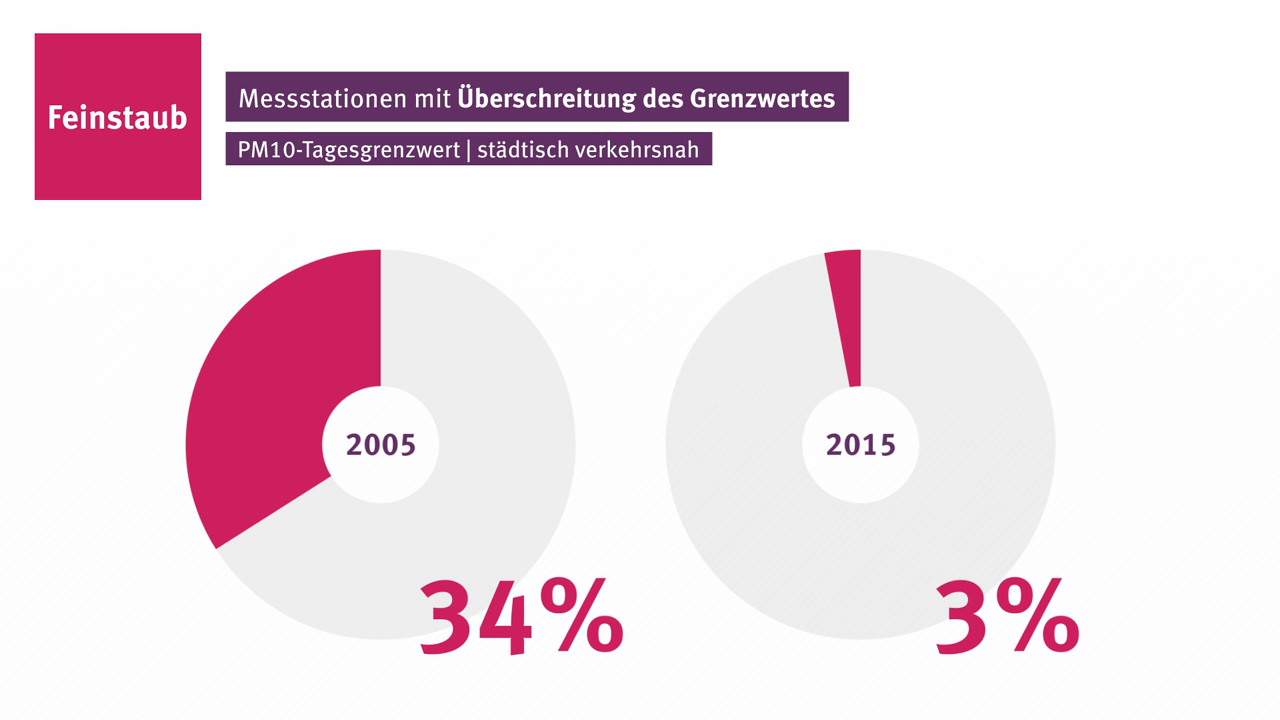 Feinstaub
Messstationen mit Überschreitung des Grenzwertes
PM10-Tagesgrenzwert | städtisch verkehrsnah
2005
2015
34%
3%